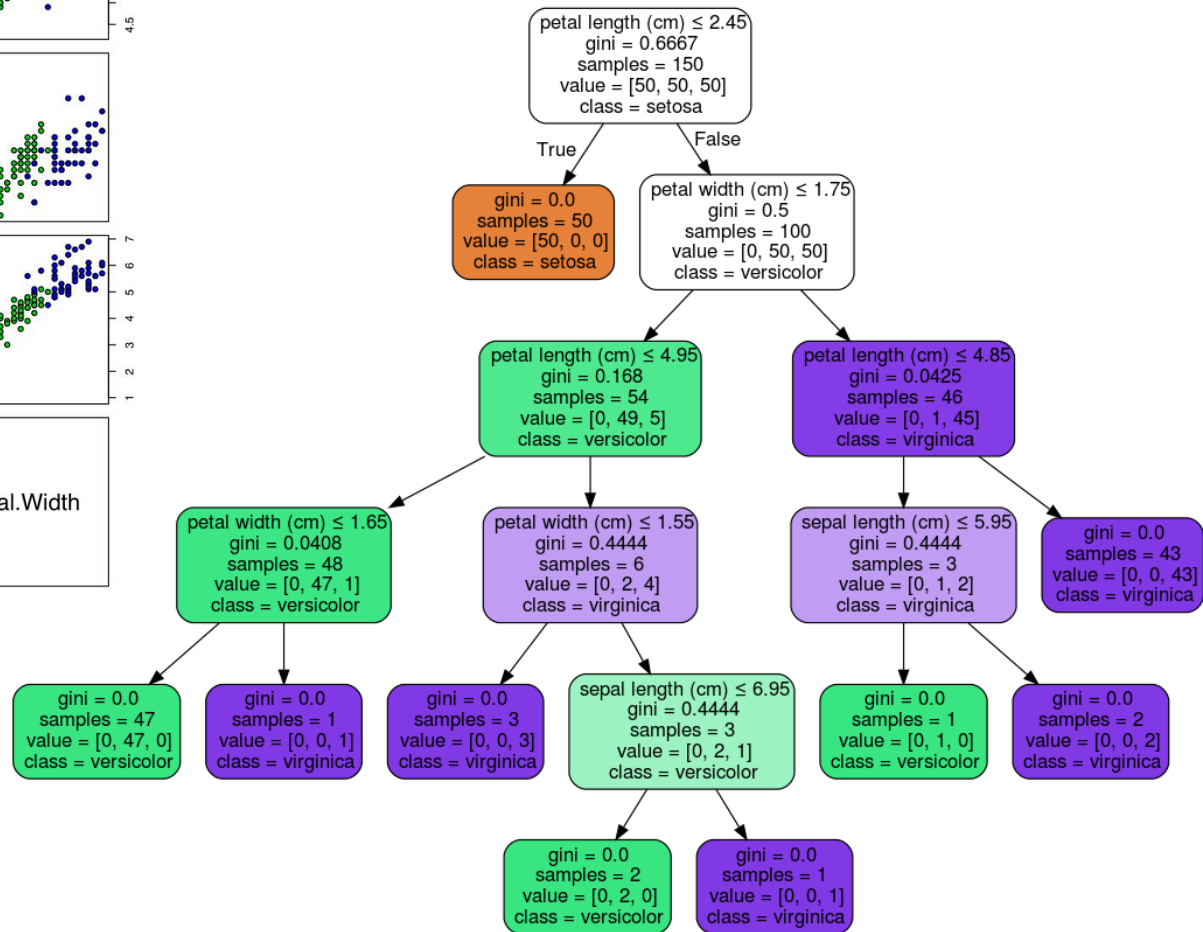 4.5
7
6
5
4
3
2
1
al.Width
petal length (cm) ≤ 2.45
gini = 0.6667
samples = 150
value = [50, 50, 50]
class = setosa
True
False
gini = 0.0
samples = 50
value = [50, 0, 0]
class = setosa
petal width (cm) ≤ 1.75
gini = 0.5
samples = 100
value = [0, 50, 50]
class = versicolor
petal length (cm) ≤ 4.95
gini = 0.168
samples = 54
value = [0, 49, 5]
class = versicolor
petal length (cm) ≤ 4.85
gini = 0.0425
samples = 46
value = [0, 1, 45]
class = virginica
petal width (cm) ≤ 1.65
gini = 0.0408
samples = 48
value = [0, 47, 1]
class = versicolor
petal width (cm) ≤ 1.55
gini = 0.4444
samples = 6
value = [0, 2, 4]
class = virginica
sepal length (cm) ≤ 5.95
gini = 0.4444
samples = 3
value = [0, 1, 2]
class = virginica
gini = 0.0
samples = 43
value = [0, 0, 43]
class = virginica
gini = 0.0
samples = 47
value = [0, 47, 0]
class = versicolor
gini = 0.0
samples = 1
value = [0, 0, 1]
class = virginica
gini = 0.0
samples = 3
value = [0, 0, 3]
class = virginica
sepal length (cm) ≤ 6.95
gini = 0.4444
samples = 3
value = [0, 2, 1]
class = versicolor
gini = 0.0
samples = 1
value = [0, 1, 0]
class = versicolor
gini = 0.0
samples = 2
value = [0, 0, 2]
class = virginica
gini = 0.0
samples = 2
value = [0, 2, 0]
class = versicolor
gini = 0.0
samples = 1
value = [0, 0, 1]
class = virginica